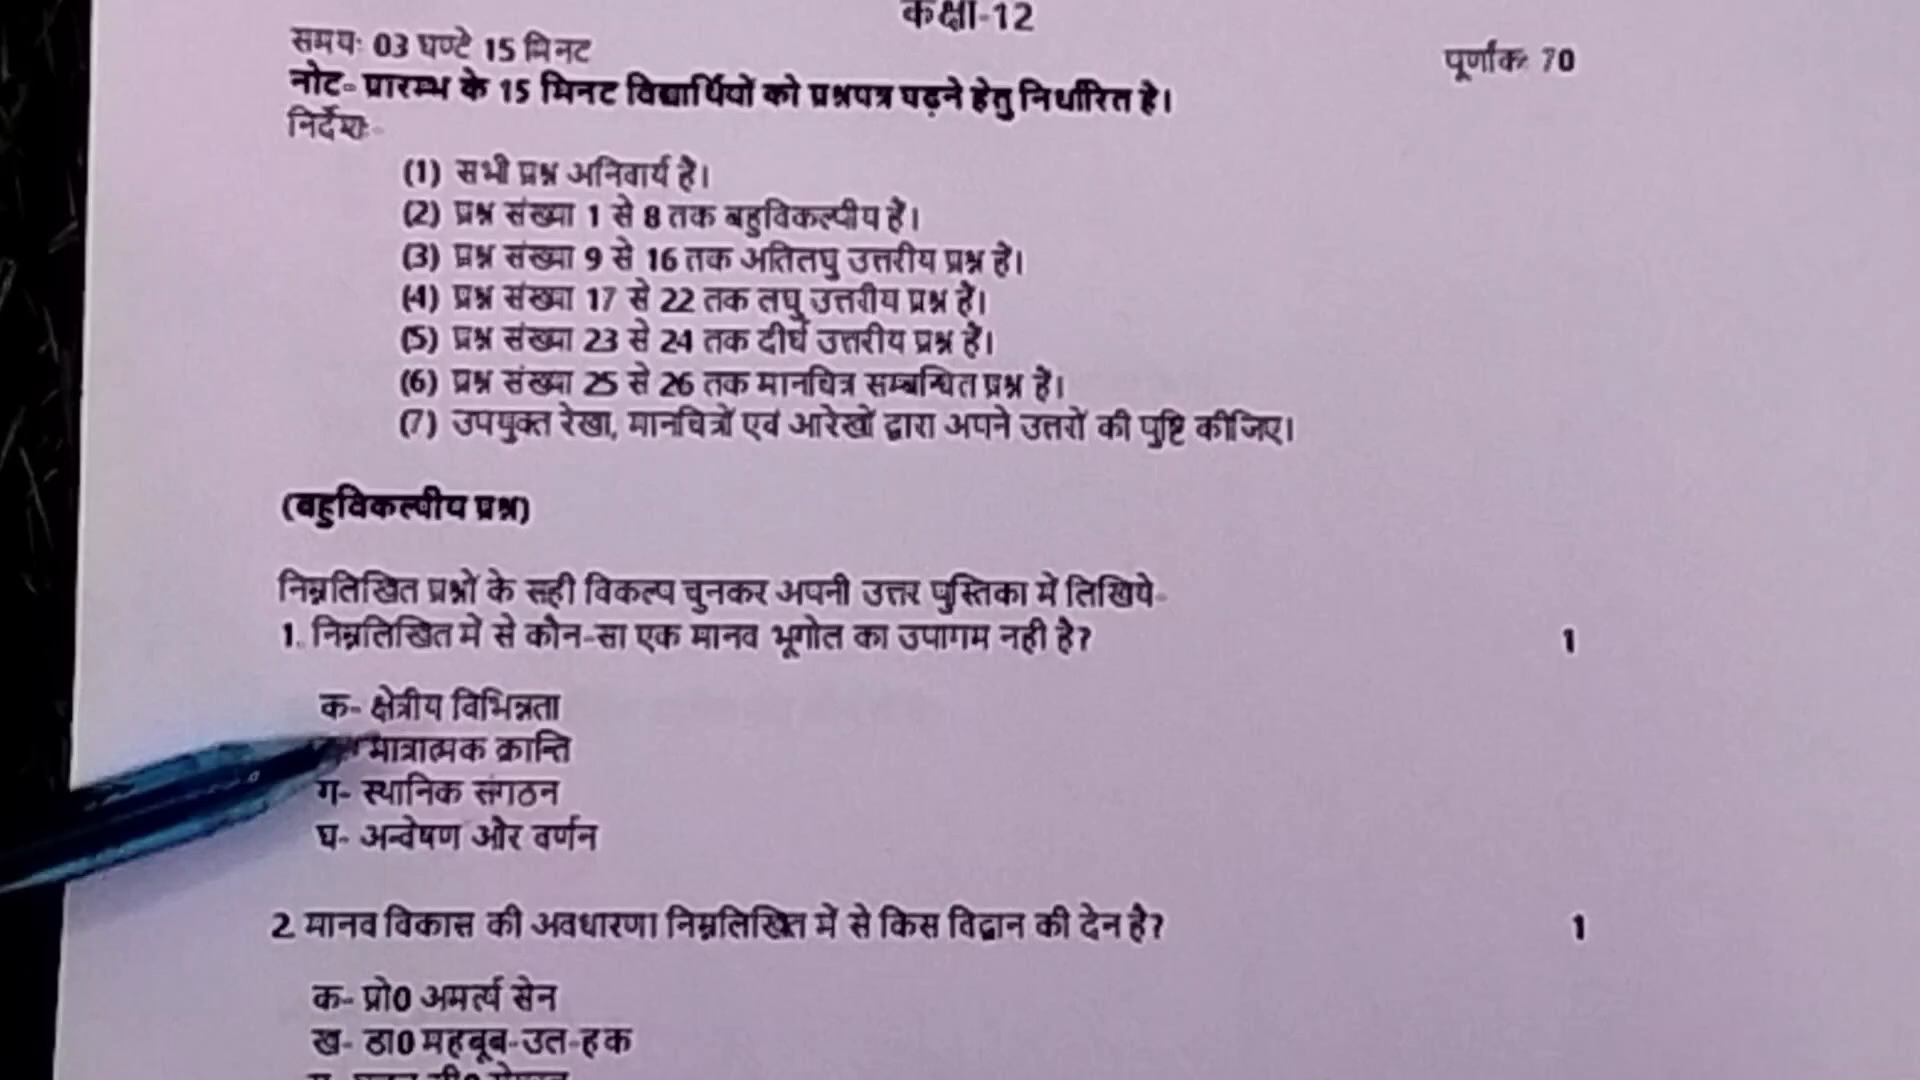 कक्षा-12
समयः 03 घण्टे 15 मिनट
पूर्णांकः 70
नोट- प्रारम्भ के 15 मिनट विद्यार्थियों को प्रश्नपत्र पढ़ने हेतु निर्धारित है।
निर्देशः-
(1) सभी प्रश्न अनिवार्य है।
(2) प्रश्न संख्या 1 से 8 तक बहुविकल्पीय हैं।
(3) प्रश्न संख्या 9 से 16 तक अतिलघु उत्तरीय प्रश्न हैं।
(4) प्रश्न संख्या 17 से 22 तक लघु उत्तरीय प्रश्न हैं।
(5) प्रश्न संख्या 23 से 24 तक दीर्घ उत्तरीय प्रश्न हैं।
(6) प्रश्न संख्या 25 से 26 तक मानचित्र सम्बन्धित प्रश्न हैं।
(7) उपयुक्त रेखा, मानचित्रों एवं आरेखों द्वारा अपने उत्तरों की पुष्टि कीजिए।
(बहुविकल्पीय प्रश्न)
निम्नलिखित प्रश्नों के सही विकल्प चुनकर अपनी उत्तर पुस्तिका में लिखिये-
1. निम्नलिखित में से कौन-सा एक मानव भूगोल का उपागम नही है? 1
क- क्षेत्रीय विभिन्नता
मात्रात्मक क्रान्ति
ग- स्थानिक संगठन
घ- अन्वेषण और वर्णन
2 मानव विकास की अवधारणा निम्नलिखित में से किस विद्वान की देन है? 1
क- प्रो0 अमर्त्य सेन
ख- डा0 महबूब-उल-हक